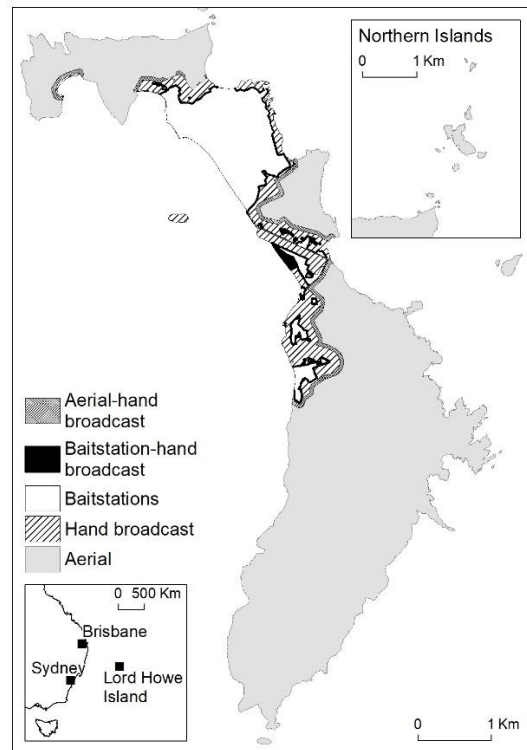 Northern Islands
0 1 Km
Aerial-hand
broadcast
Baitstation-hand
broadcast
Baitstations
Hand broadcast
Aerial
0 500 Km
Brisbane
Sydney
Lord Howe
Island
0 1 Km